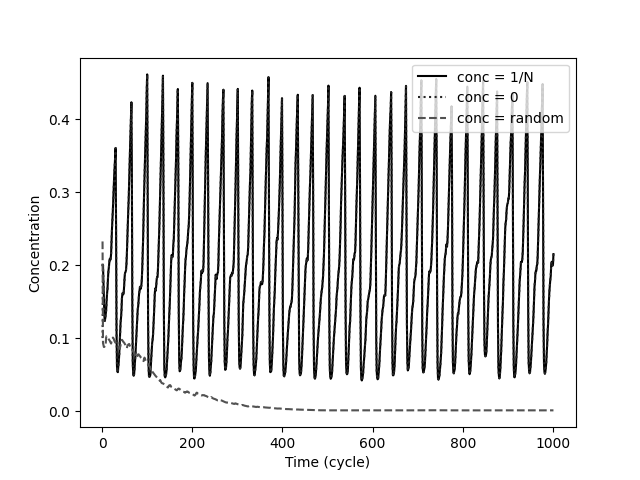 conc = 1/N
conc = 0
conc = random
Concentration
0.4
0.3
0.2
0.1
0.0
0 200 400 600 800 1000
Time (cycle)